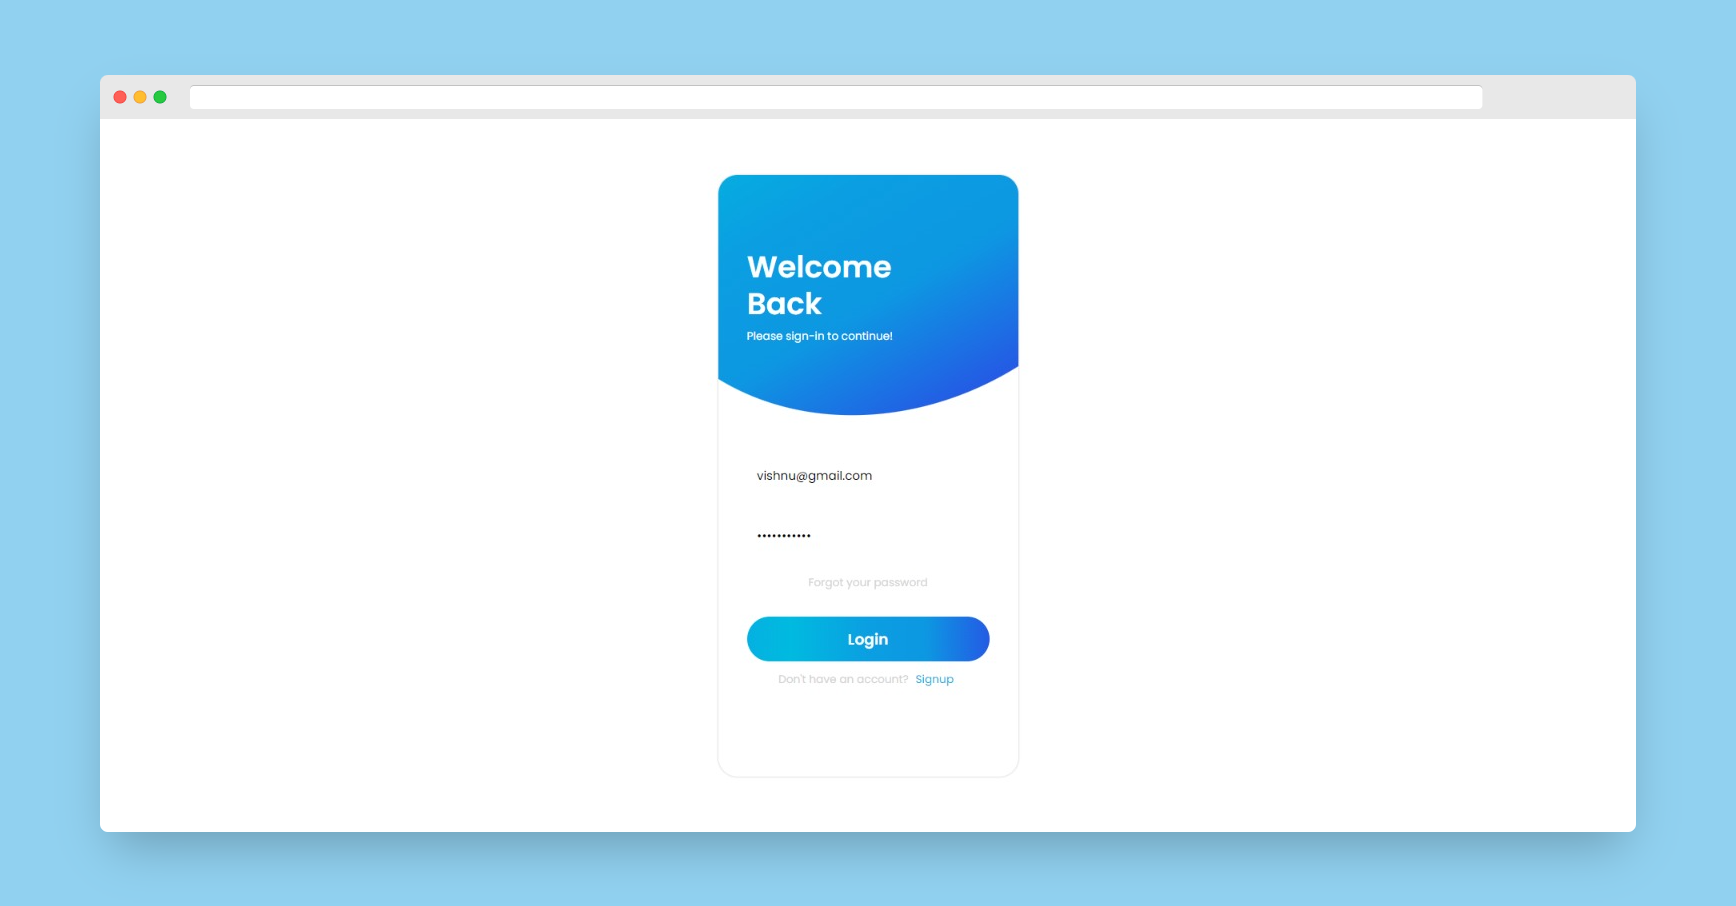 Welcome
Back
Please sign-in to continue!
vishnu@gmail.com
•••••••••••
Forgot your password
Login
Don't have an account? Signup